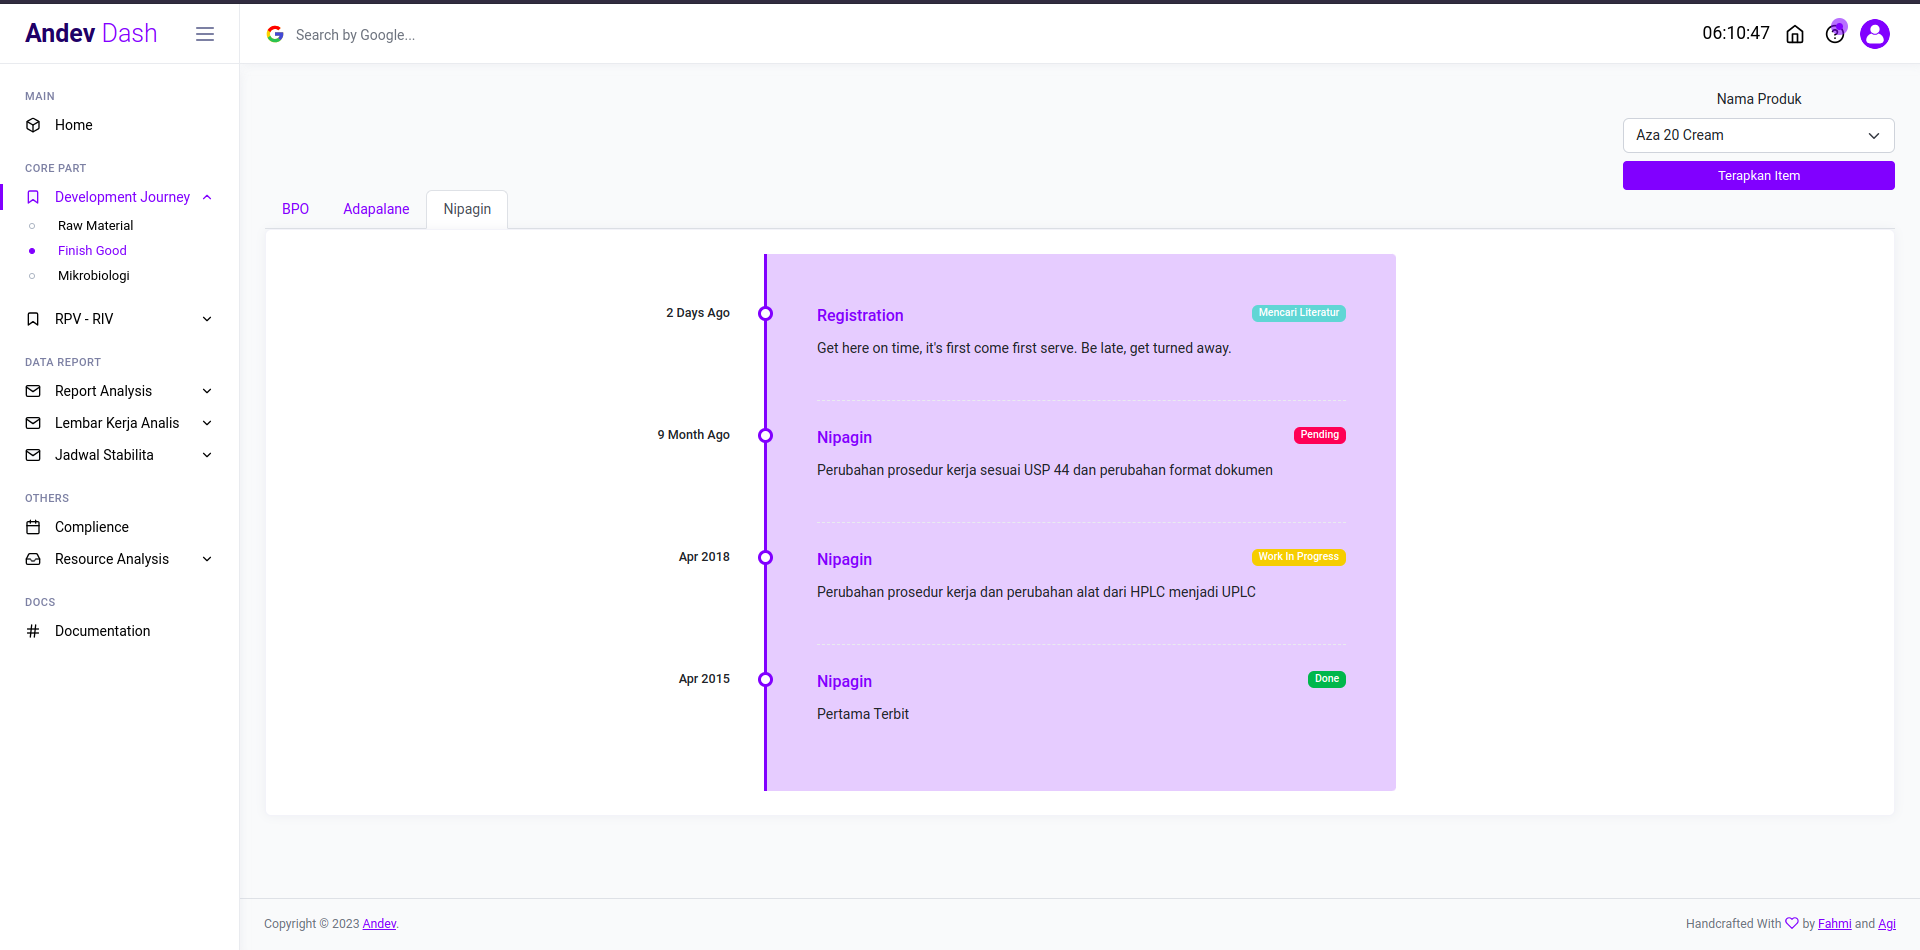 Andev Dash
Search by Google...
06:10:47
MAIN
Home
CORE PART
Development Journey
Raw Material
Finish Good
Mikrobiologi
RPV - RIV
DATA REPORT
Report Analysis
Lembar Kerja Analis
Jadwal Stabilita
OTHERS
Complience
Resource Analysis
DOCS
Documentation
Nama Produk
Aza 20 Cream
Terapkan Item
BPO Adapalane Nipagin
2 Days Ago
Registration
Mencari Literatur
Get here on time, it's first come first serve. Be late, get turned away.
9 Month Ago
Nipagin
Pending
Perubahan prosedur kerja sesuai USP 44 dan perubahan format dokumen
Apr 2018
Nipagin
Work In Progress
Perubahan prosedur kerja dan perubahan alat dari HPLC menjadi UPLC
Apr 2015
Nipagin
Done
Pertama Terbit
Copyright © 2023 Andev.
Handcrafted With ♡ by Fahmi and Agi